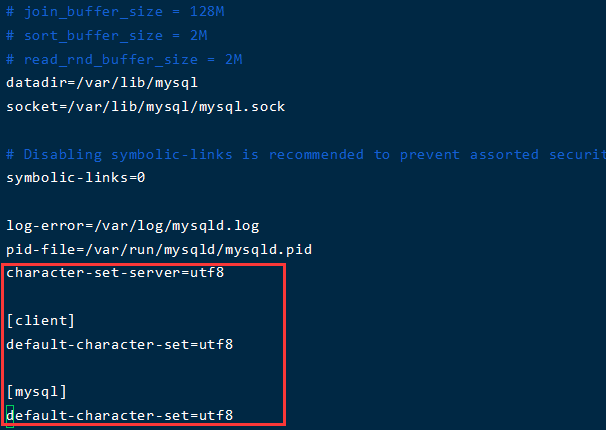 # join_buffer_size = 128M
# sort_buffer_size = 2M
# read_rnd_buffer_size = 2M
datadir=/var/lib/mysql
socket=/var/lib/mysql/mysql.sock
# Disabling symbolic-links is recommended to prevent assorted securit
symbolic-links=0
log-error=/var/log/mysqld.log
pid-file=/var/run/mysqld/mysqld.pid
character-set-server=utf8
[client]
default-character-set=utf8
[mysql]
default-character-set=utf8